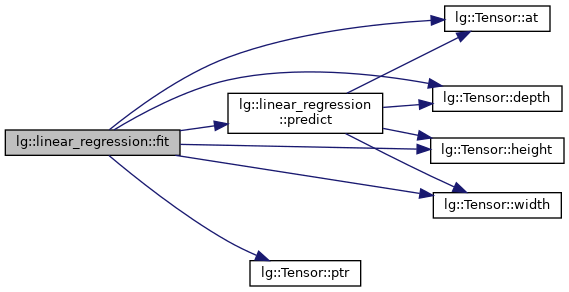 lg::linear_regression::fit
lg::linear_regression
::predict
lg::Tensor::at
lg::Tensor::depth
lg::Tensor::height
lg::Tensor::width
lg::Tensor::ptr